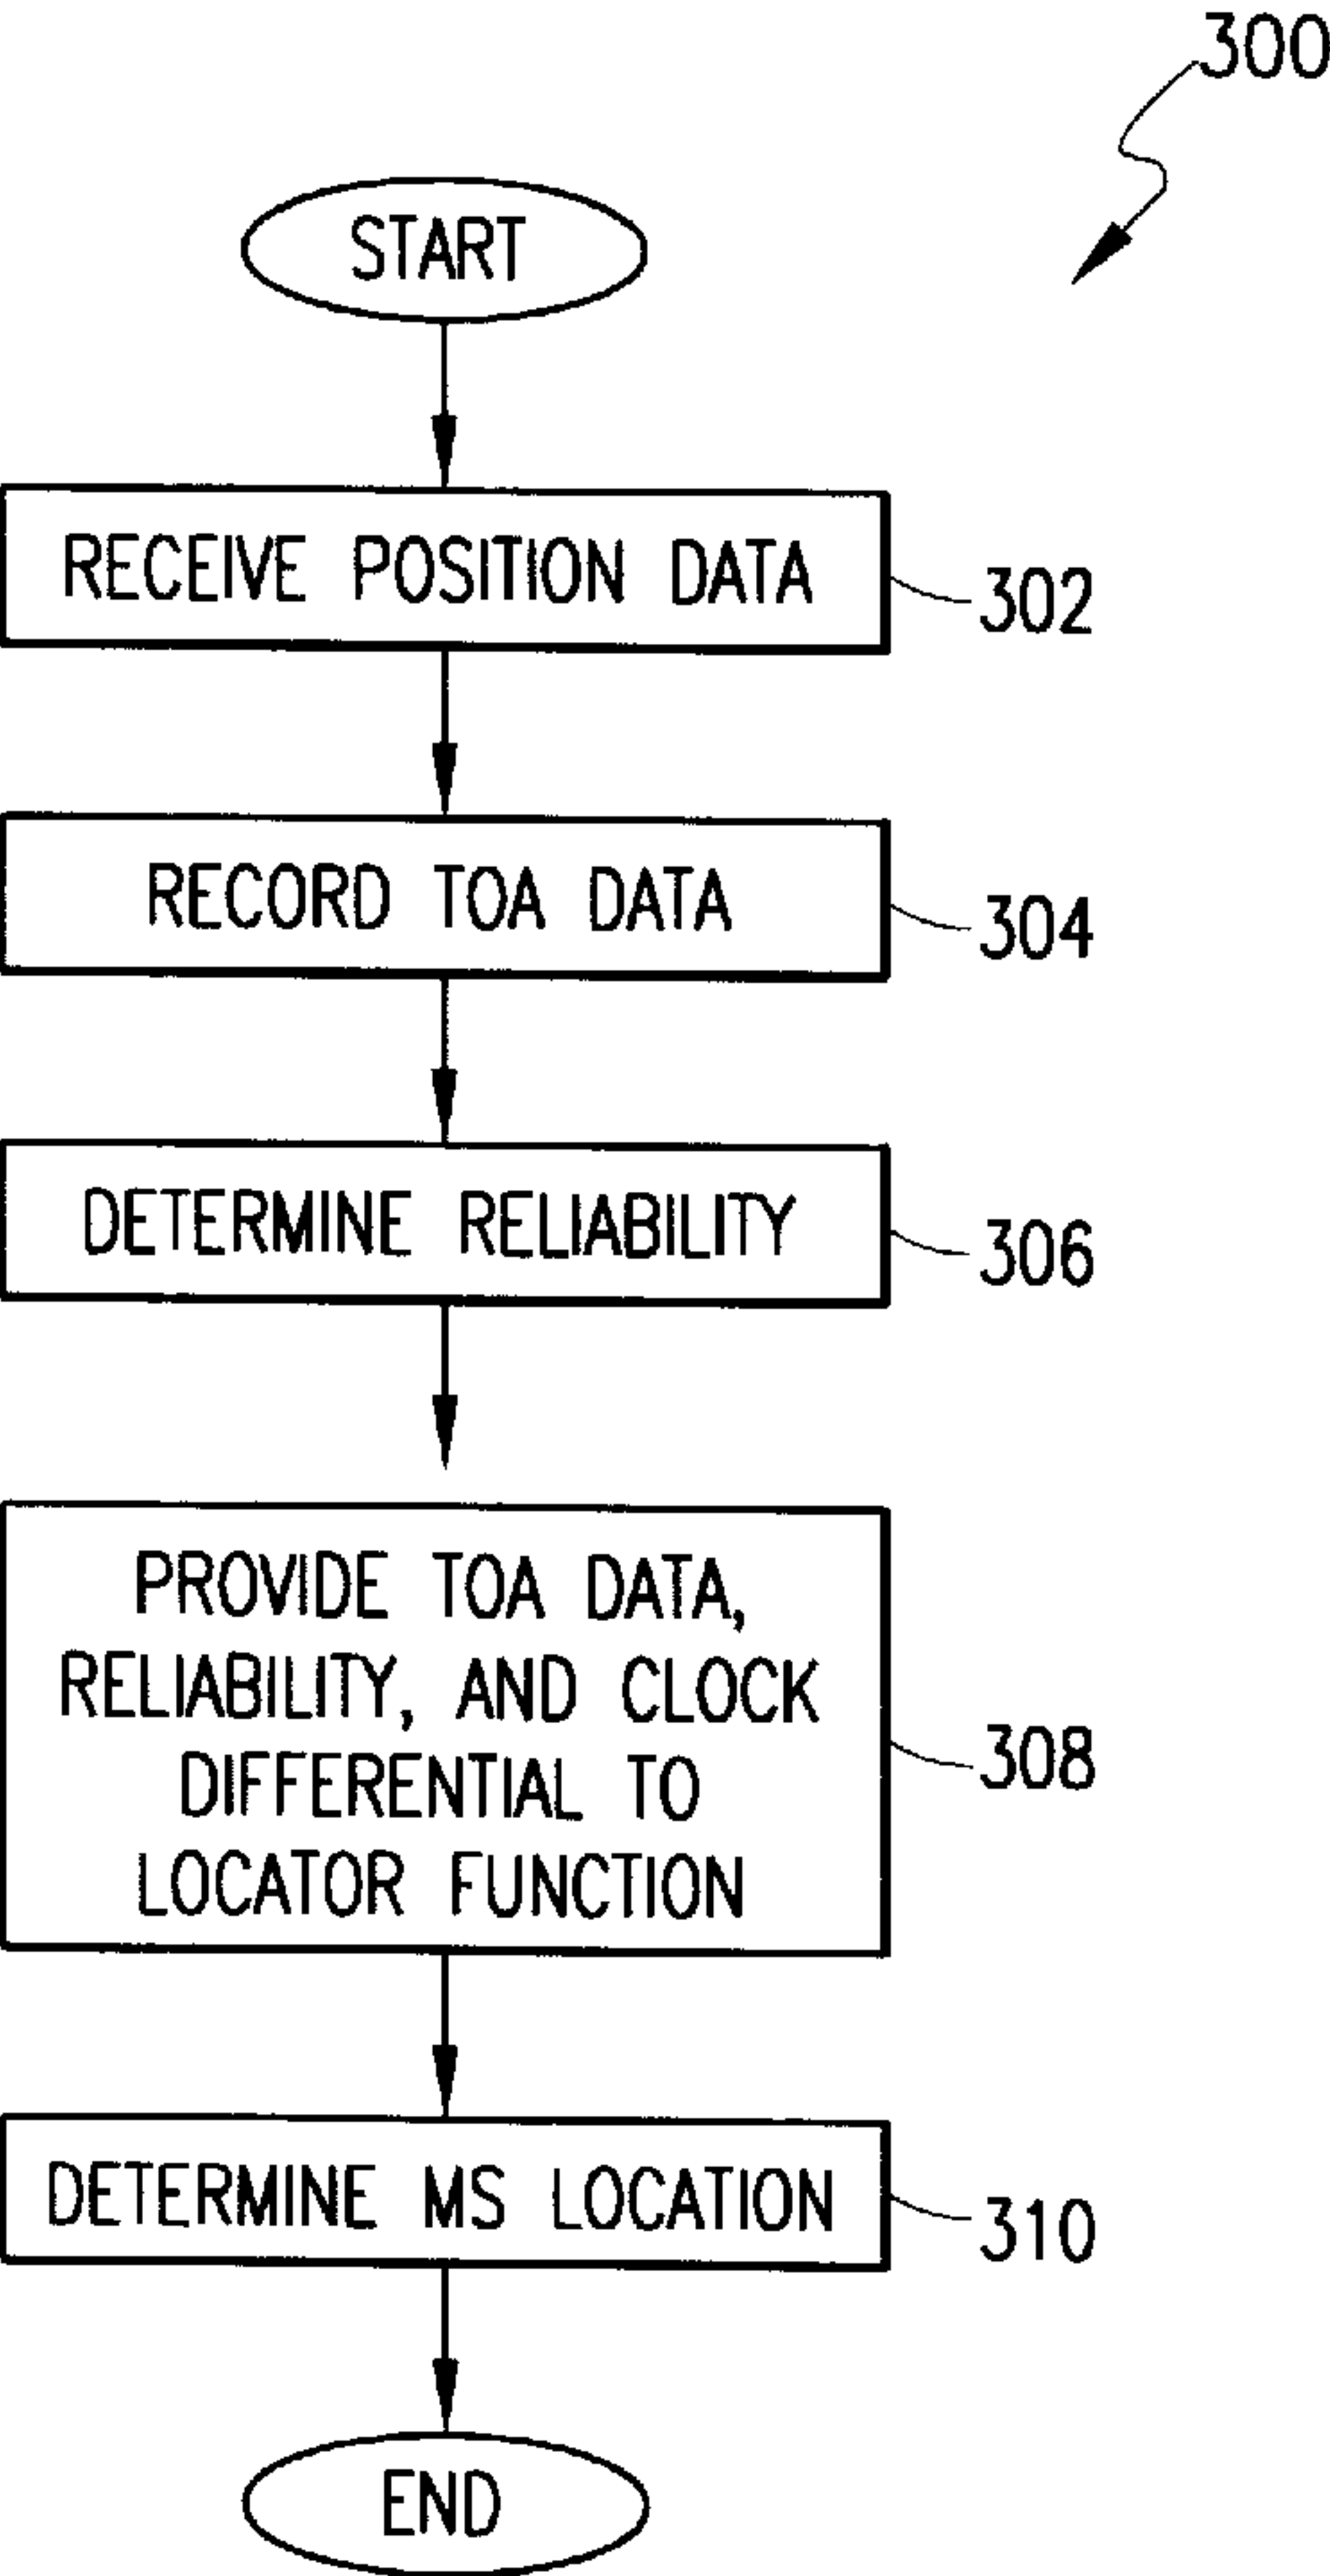 300
START
RECEIVE POSITION DATA
302
RECORD TOA DATA
304
DETERMINE RELIABILITY
306
PROVIDE TOA DATA,
RELIABILITY, AND CLOCK
DIFFERENTIAL TO
LOCATOR FUNCTION
308
DETERMINE MS LOCATION
310
END